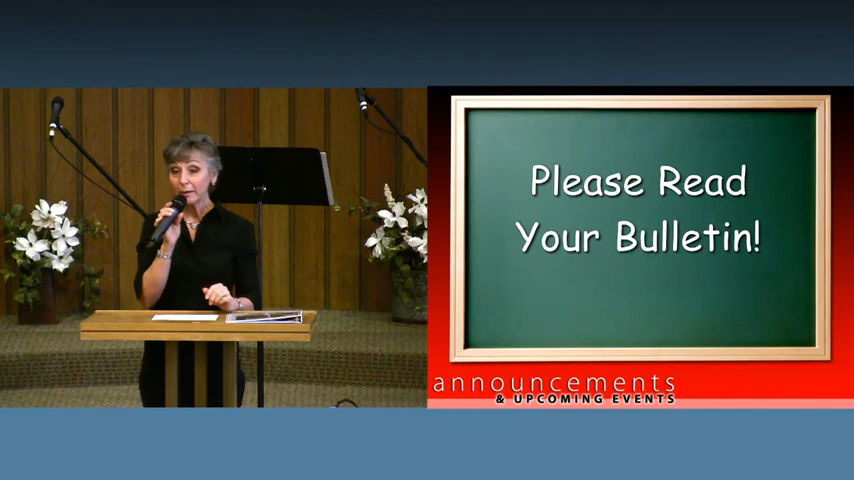 Please Read
Your Bulletin!
announcements
& UPCOMING EVENTS